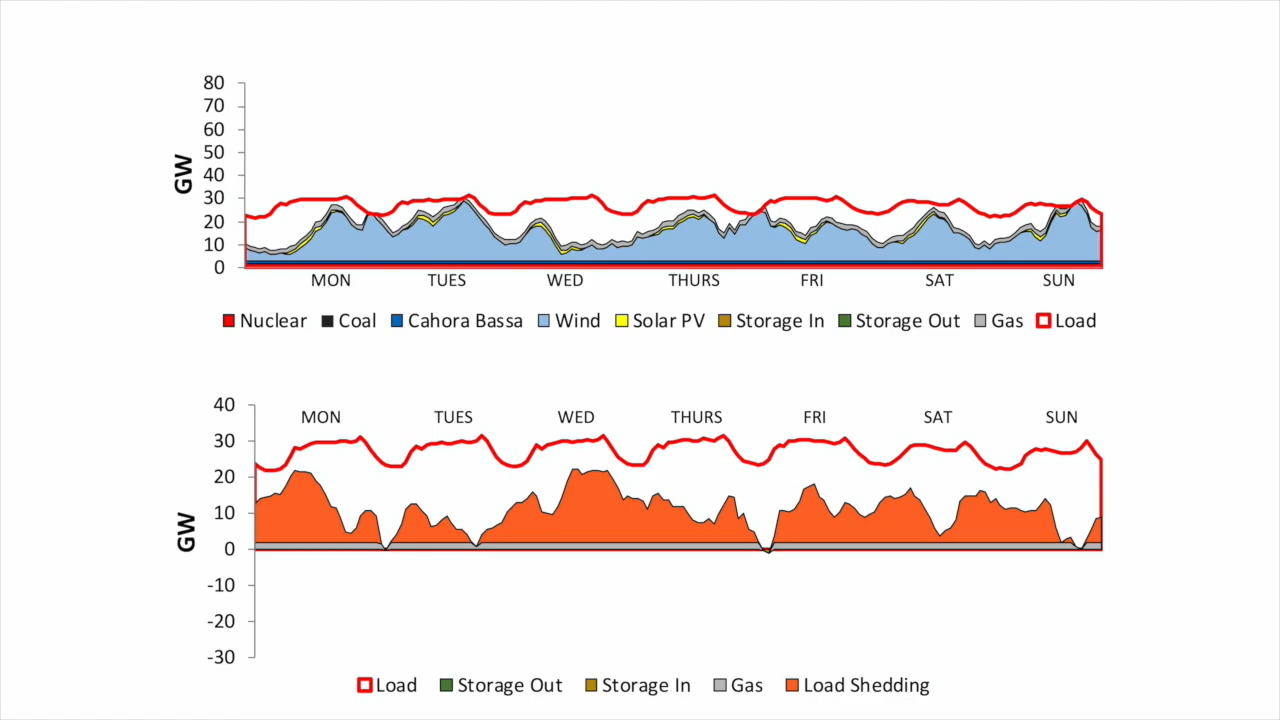 80
70
60
50
40
30
20
10
0
GW
MON TUES WED THURS FRI SAT SUN
Nuclear Coal Cahora Bassa Wind Solar PV Storage In Storage Out Gas Load
40
30
20
10
0
-10
-20
-30
GW
MON TUES WED THURS FRI SAT SUN
Load Storage Out Storage In Gas Load Shedding